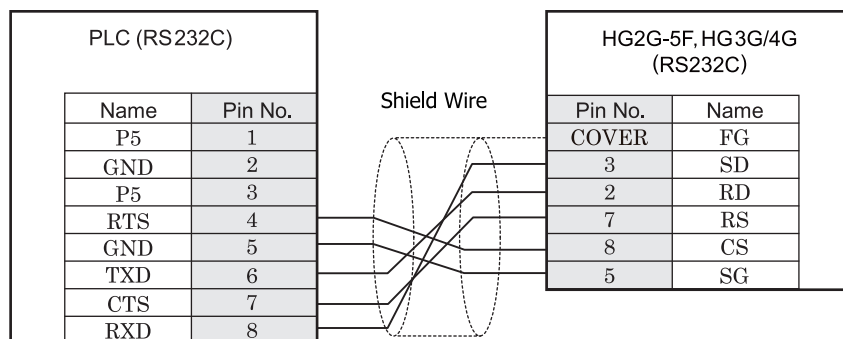 PLC (RS232C)
Name Pin No.
P5 1
GND 2
P5 3
RTS 4
GND 5
TXD 6
CTS 7
RXD 8
Shield Wire
HG2G-5F, HG3G/4G
(RS232C)
Pin No. Name
COVER FG
3 SD
2 RD
7 RS
8 CS
5 SG